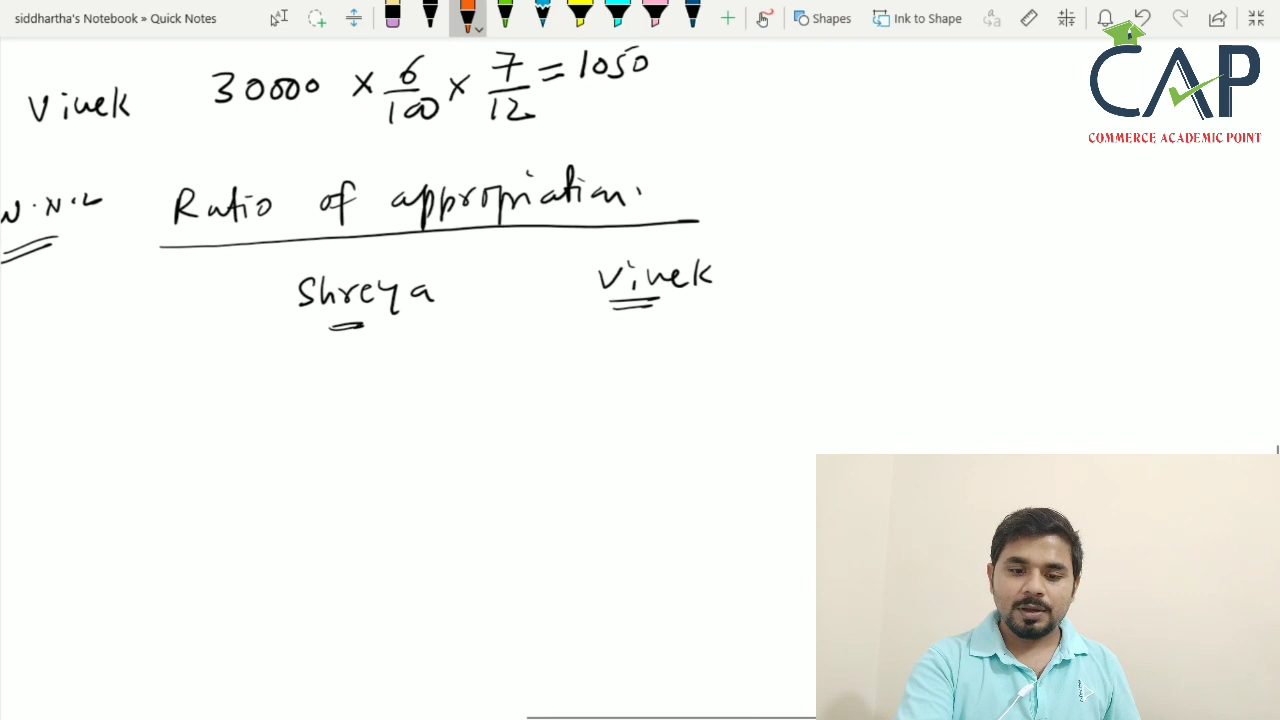 siddhartha's Notebook » Quick Notes
Shapes
Ink to Shape
CAP
COMMERCE ACADEMIC POINT
Vivek 30000 × 6/100 × 7/12 = 1050
Ratio of appropriation.
Shreya Vivek